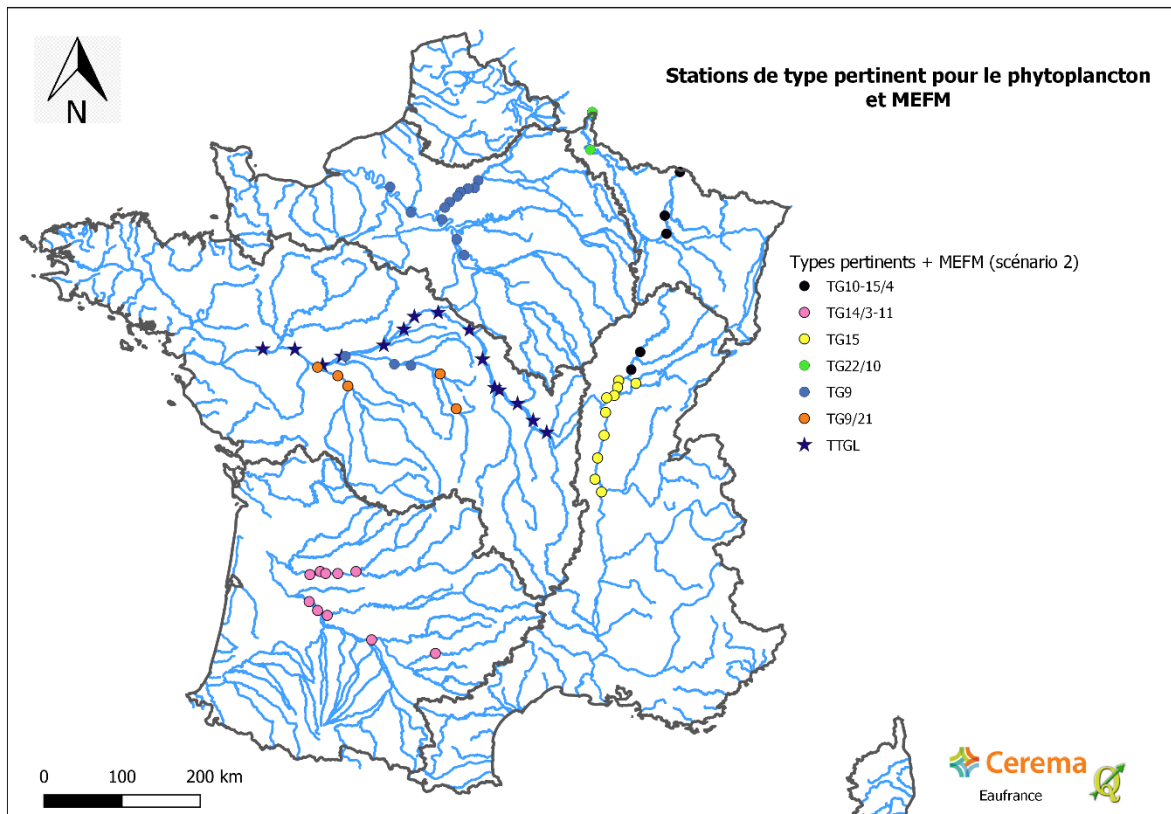 N
Stations de type pertinent pour le phytoplancton
et MEFM
Types pertinents + MEFM (scénario 2)
TG10-15/4
TG14/3-11
TG15
TG22/10
TG9
TG9/21
TTGL
0 100 200 km
Cerema
Eaufrance